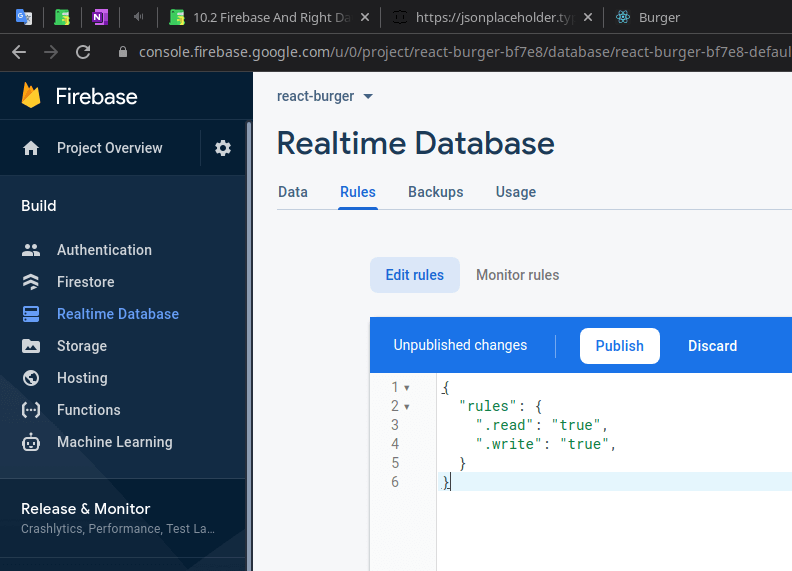 10.2 Firebase And Right Da
https://jsonplaceholder.ty
Burger
console.firebase.google.com/u/0/project/react-burger-bf7e8/database/react-burger-bf7e8-defaul
Firebase
Project Overview
Build
Authentication
Firestore
Realtime Database
Storage
Hosting
Functions
Machine Learning
Release & Monitor
Crashlytics, Performance, Test La...
react-burger
Realtime Database
Data Rules Backups Usage
Edit rules Monitor rules
Unpublished changes Publish Discard
1 {
2 "rules": {
3 ".read": "true",
4 ".write": "true",
5 }
6 }